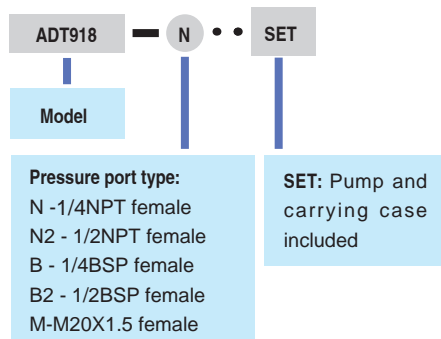 ADT918 — N •• SET
Model
Pressure port type:
N -1/4NPT female
N2 - 1/2NPT female
B - 1/4BSP female
B2 - 1/2BSP female
M-M20X1.5 female
SET: Pump and
carrying case
included